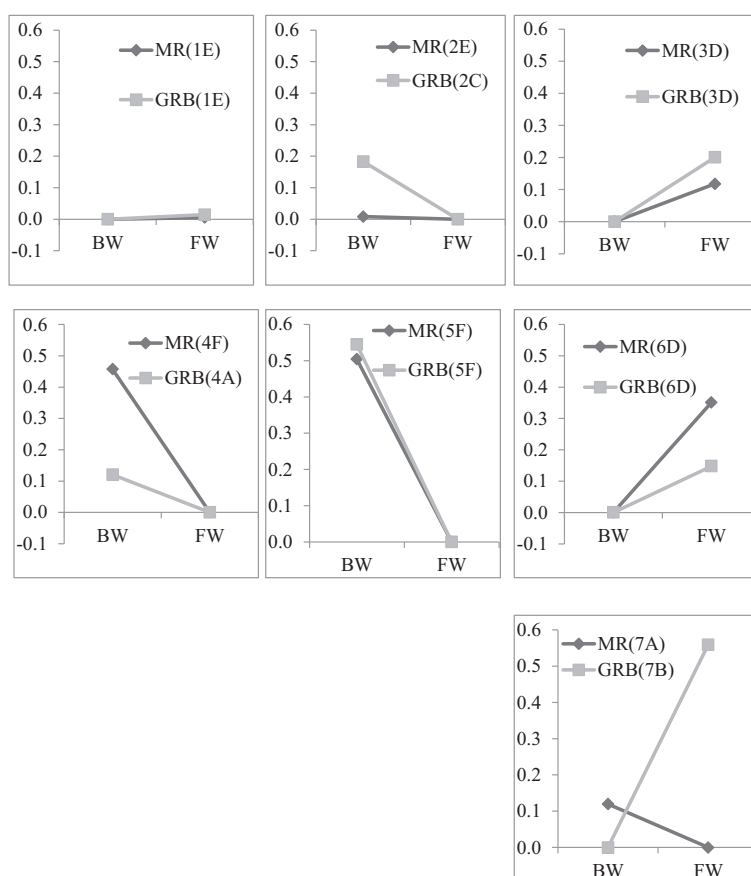 0.6
0.5
0.4
0.3
0.2
0.1
0.0
-0.1
MR(1E)
GRB(1E)
BW FW
0.6
0.5
0.4
0.3
0.2
0.1
0.0
-0.1
MR(2E)
GRB(2C)
BW FW
0.6
0.5
0.4
0.3
0.2
0.1
0.0
-0.1
MR(3D)
GRB(3D)
BW FW
0.6
0.5
0.4
0.3
0.2
0.1
0.0
-0.1
MR(4F)
GRB(4A)
BW FW
0.6
0.5
0.4
0.3
0.2
0.1
0.0
MR(5F)
GRB(5F)
BW FW
0.6
0.5
0.4
0.3
0.2
0.1
0.0
-0.1
MR(6D)
GRB(6D)
BW FW
0.6
0.5
0.4
0.3
0.2
0.1
0.0
MR(7A)
GRB(7B)
BW FW